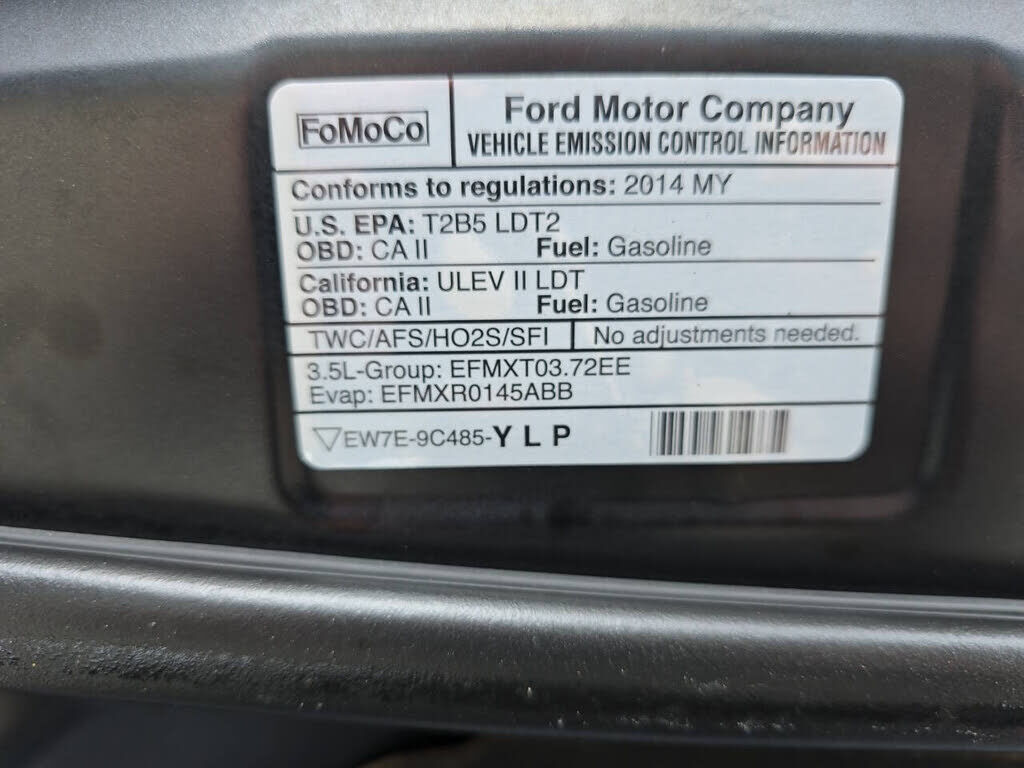 FoMoCo
Ford Motor Company
VEHICLE EMISSION CONTROL INFORMATION
Conforms to regulations: 2014 MY
U.S. EPA: T2B5 LDT2
OBD: CA II Fuel: Gasoline
California: ULEV II LDT
OBD: CA II Fuel: Gasoline
TWC/AFS/HO2S/SFI No adjustments needed.
3.5L-Group: EFMXT03.72EE
Evap: EFMXR0145ABB
EW7E-9C485-Y L P